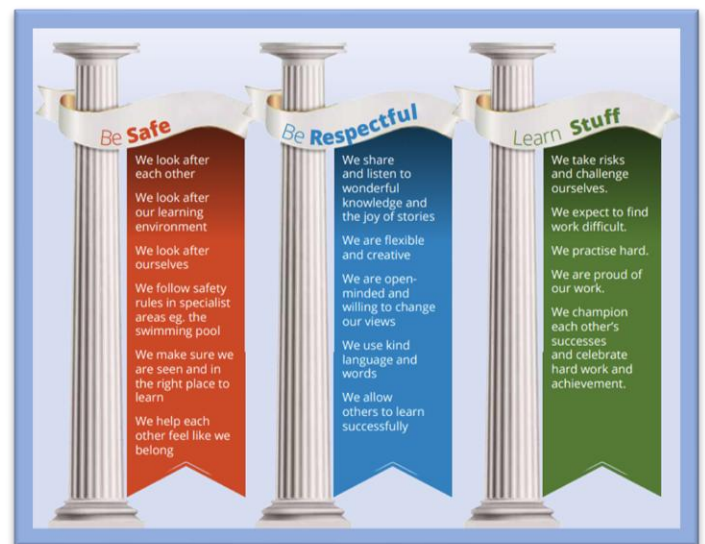 Be Safe
We look after
each other
We look after
our learning
environment
We look after
ourselves
We follow safety
rules in specialist
areas eg. the
swimming pool
We make sure we
are seen and in
the right place to
learn
We help each
other feel like we
belong
Be Respectful
We share
and listen to
wonderful
knowledge and
the joy of stories
We are flexible
and creative
We are open-
minded and
willing to change
our views
We use kind
language and
words
We allow
others to learn
successfully
Learn Stuff
We take risks
and challenge
ourselves.
We expect to find
work difficult.
We practise hard.
We are proud of
our work.
We champion
each other's
successes
and celebrate
hard work and
achievement.